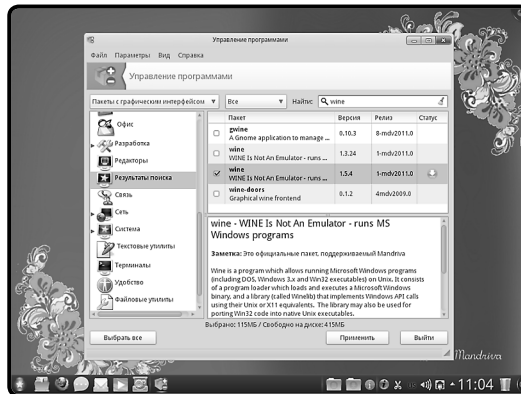 Управление программами
Файл Параметры Вид Справка
Управление программами
Пакеты с графическим интерфейсом
Все
Найти:
wine
Офис
Разработка
Редакторы
Результаты поиска
Связь
Сеть
Система
Текстовые утилиты
Терминалы
Удобство
Файловые утилиты
Пакет Версия Релиз Статус
gwine
A Gnome application to manage ...
0.10.3 8-mdv2011.0
wine
WINE Is Not An Emulator - runs ...
1.3.24 1-mdv2011.0
wine
WINE Is Not An Emulator - runs ...
1.5.4 1-mdv2011.0
wine-doors
Graphical wine frontend
0.1.2 4mdv2009.0
wine - WINE Is Not An Emulator - runs MS
Windows programs
Заметка: Это официальные пакет, поддерживаемый Mandriva
Wine is a program which allows running Microsoft Windows programs
(including DOS, Windows 3.x and Win32 executables) on Unix. It consists
of a program loader which loads and executes a Microsoft Windows
binary, and a library (called Winelib) that implements Windows API calls
using their Unix or X11 equivalents. The library may also be used for
porting Win32 code into native Unix executables.
Выбрано: 115МБ / Свободно на диске: 415МБ
Выбрать все
Применить
Выйти
Mandriva
11:04